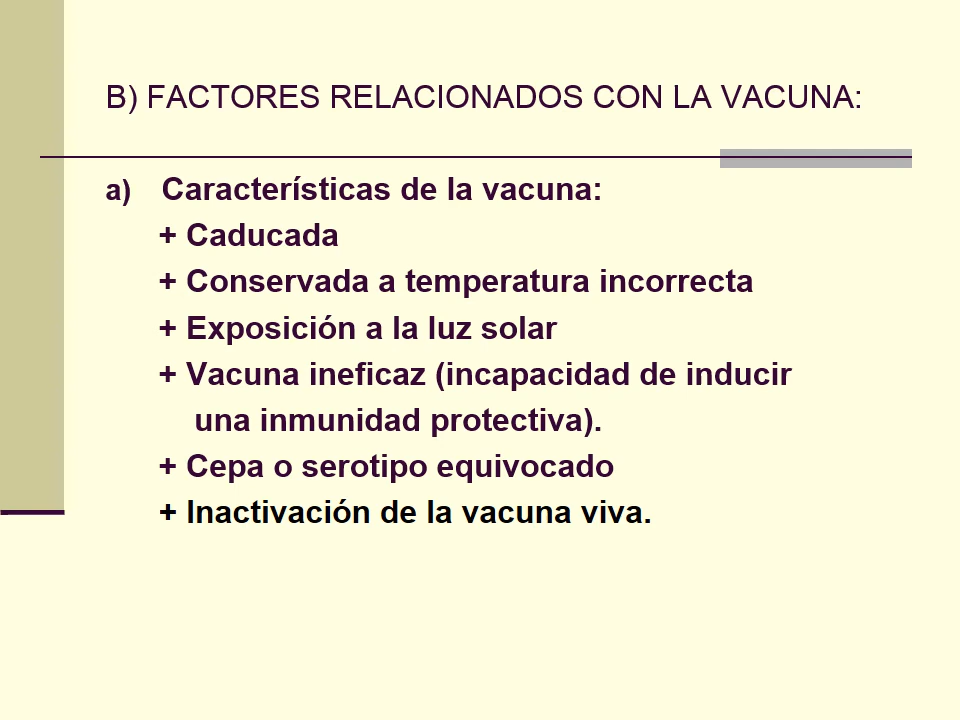 B) FACTORES RELACIONADOS CON LA VACUNA:
a) Características de la vacuna:
+ Caducada
+ Conservada a temperatura incorrecta
+ Exposición a la luz solar
+ Vacuna ineficaz (incapacidad de inducir
una inmunidad protectiva).
+ Cepa o serotipo equivocado
+ Inactivación de la vacuna viva.